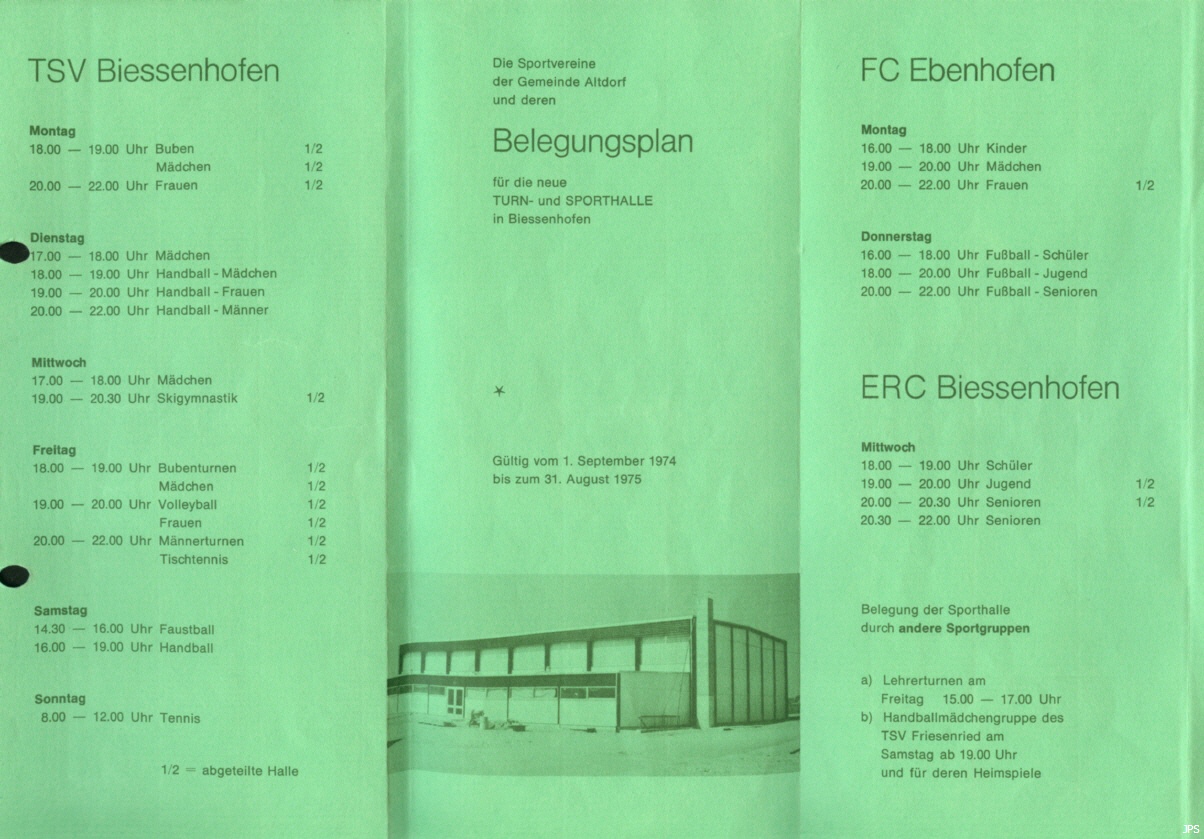 TSV Biessenhofen
Montag
18.00 — 19.00 Uhr Buben 1/2
Mädchen 1/2
20.00 — 22.00 Uhr Frauen 1/2
Dienstag
17.00 — 18.00 Uhr Mädchen
18.00 — 19.00 Uhr Handball - Mädchen
19.00 — 20.00 Uhr Handball - Frauen
20.00 — 22.00 Uhr Handball - Männer
Mittwoch
17.00 — 18.00 Uhr Mädchen
19.00 — 20.30 Uhr Skigymnastik 1/2
Freitag
18.00 — 19.00 Uhr Bubenturnen 1/2
Mädchen 1/2
19.00 — 20.00 Uhr Volleyball 1/2
Frauen 1/2
20.00 — 22.00 Uhr Männerturnen 1/2
Tischtennis 1/2
Samstag
14.30 — 16.00 Uhr Faustball
16.00 — 19.00 Uhr Handball
Sonntag
8.00 — 12.00 Uhr Tennis
1/2 = abgeteilte Halle
Die Sportvereine
der Gemeinde Altdorf
und deren
Belegungsplan
für die neue
TURN- und SPORTHALLE
in Biessenhofen
Gültig vom 1. September 1974
bis zum 31. August 1975
FC Ebenhofen
Montag
16.00 — 18.00 Uhr Kinder
19.00 — 20.00 Uhr Mädchen
20.00 — 22.00 Uhr Frauen 1/2
Donnerstag
16.00 — 18.00 Uhr Fußball - Schüler
18.00 — 20.00 Uhr Fußball - Jugend
20.00 — 22.00 Uhr Fußball - Senioren
ERC Biessenhofen
Mittwoch
18.00 — 19.00 Uhr Schüler
19.00 — 20.00 Uhr Jugend 1/2
20.00 — 20.30 Uhr Senioren 1/2
20.30 — 22.00 Uhr Senioren
Belegung der Sporthalle
durch andere Sportgruppen
a) Lehrerturnen am
Freitag 15.00 — 17.00 Uhr
b) Handballmädchengruppe des
TSV Friesenried am
Samstag ab 19.00 Uhr
und für deren Heimspiele
JPS